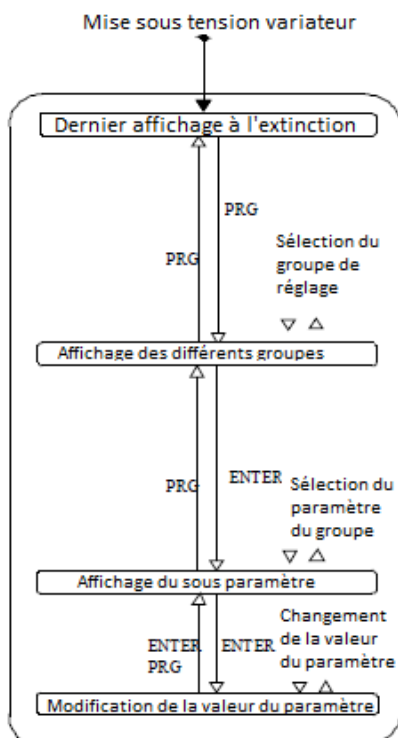 Mise sous tension variateur
Dernier affichage à l'extinction
PRG
PRG
Sélection du
groupe de
réglage
Affichage des différents groupes
PRG
ENTER
Sélection du
paramètre
du groupe
Affichage du sous paramètre
ENTER
PRG
ENTER
Changement
de la valeur
du paramètre
Modification de la valeur du paramètre